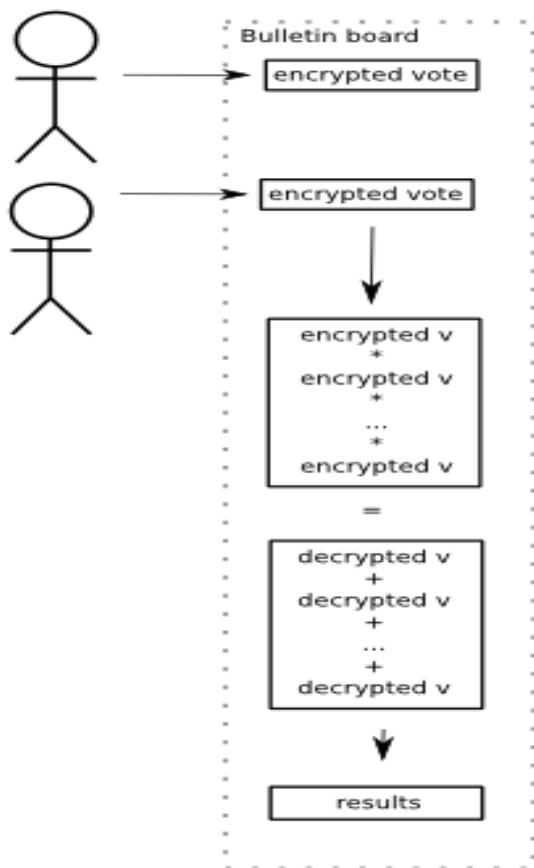 Bulletin board
encrypted vote
encrypted vote
encrypted v
*
encrypted v
*
...
*
encrypted v
=
decrypted v
+
decrypted v
+
...
+
decrypted v
results